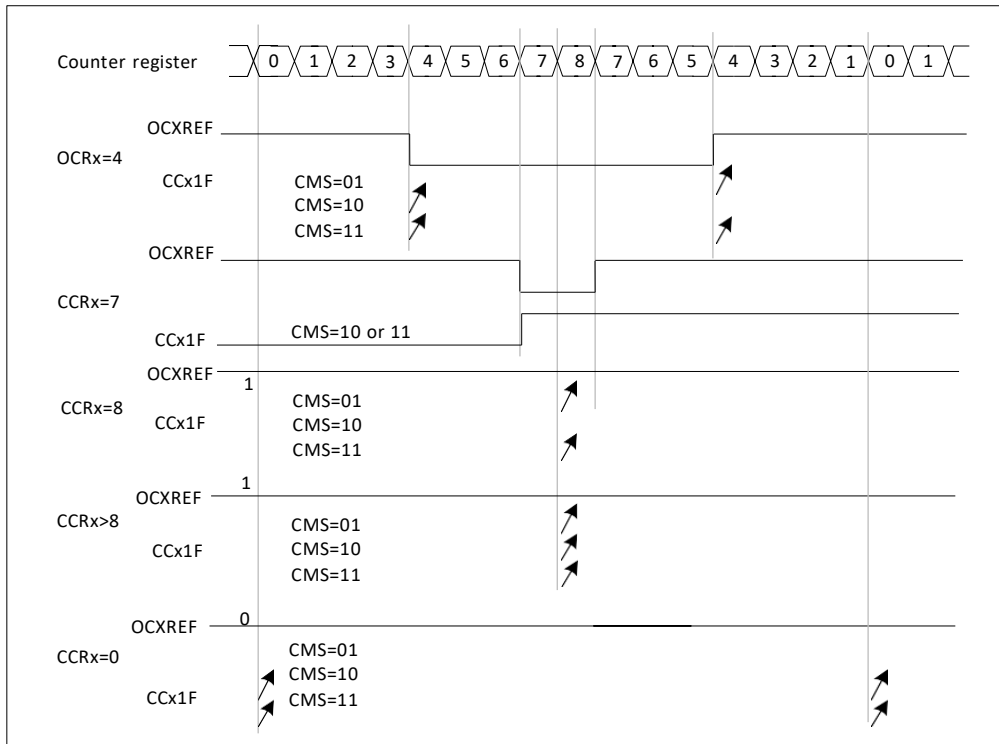 Counter register 0 1 2 3 4 5 6 7 8 7 6 5 4 3 2 1 0 1
OCXREF
OCRx=4
CCx1F
CMS=01
CMS=10
CMS=11
OCXREF
CCRx=7
CCx1F
CMS=10 or 11
OCXREF
1
CCRx=8
CCx1F
CMS=01
CMS=10
CMS=11
OCXREF
1
CCRx>8
CCx1F
CMS=01
CMS=10
CMS=11
OCXREF
0
CCRx=0
CCx1F
CMS=01
CMS=10
CMS=11